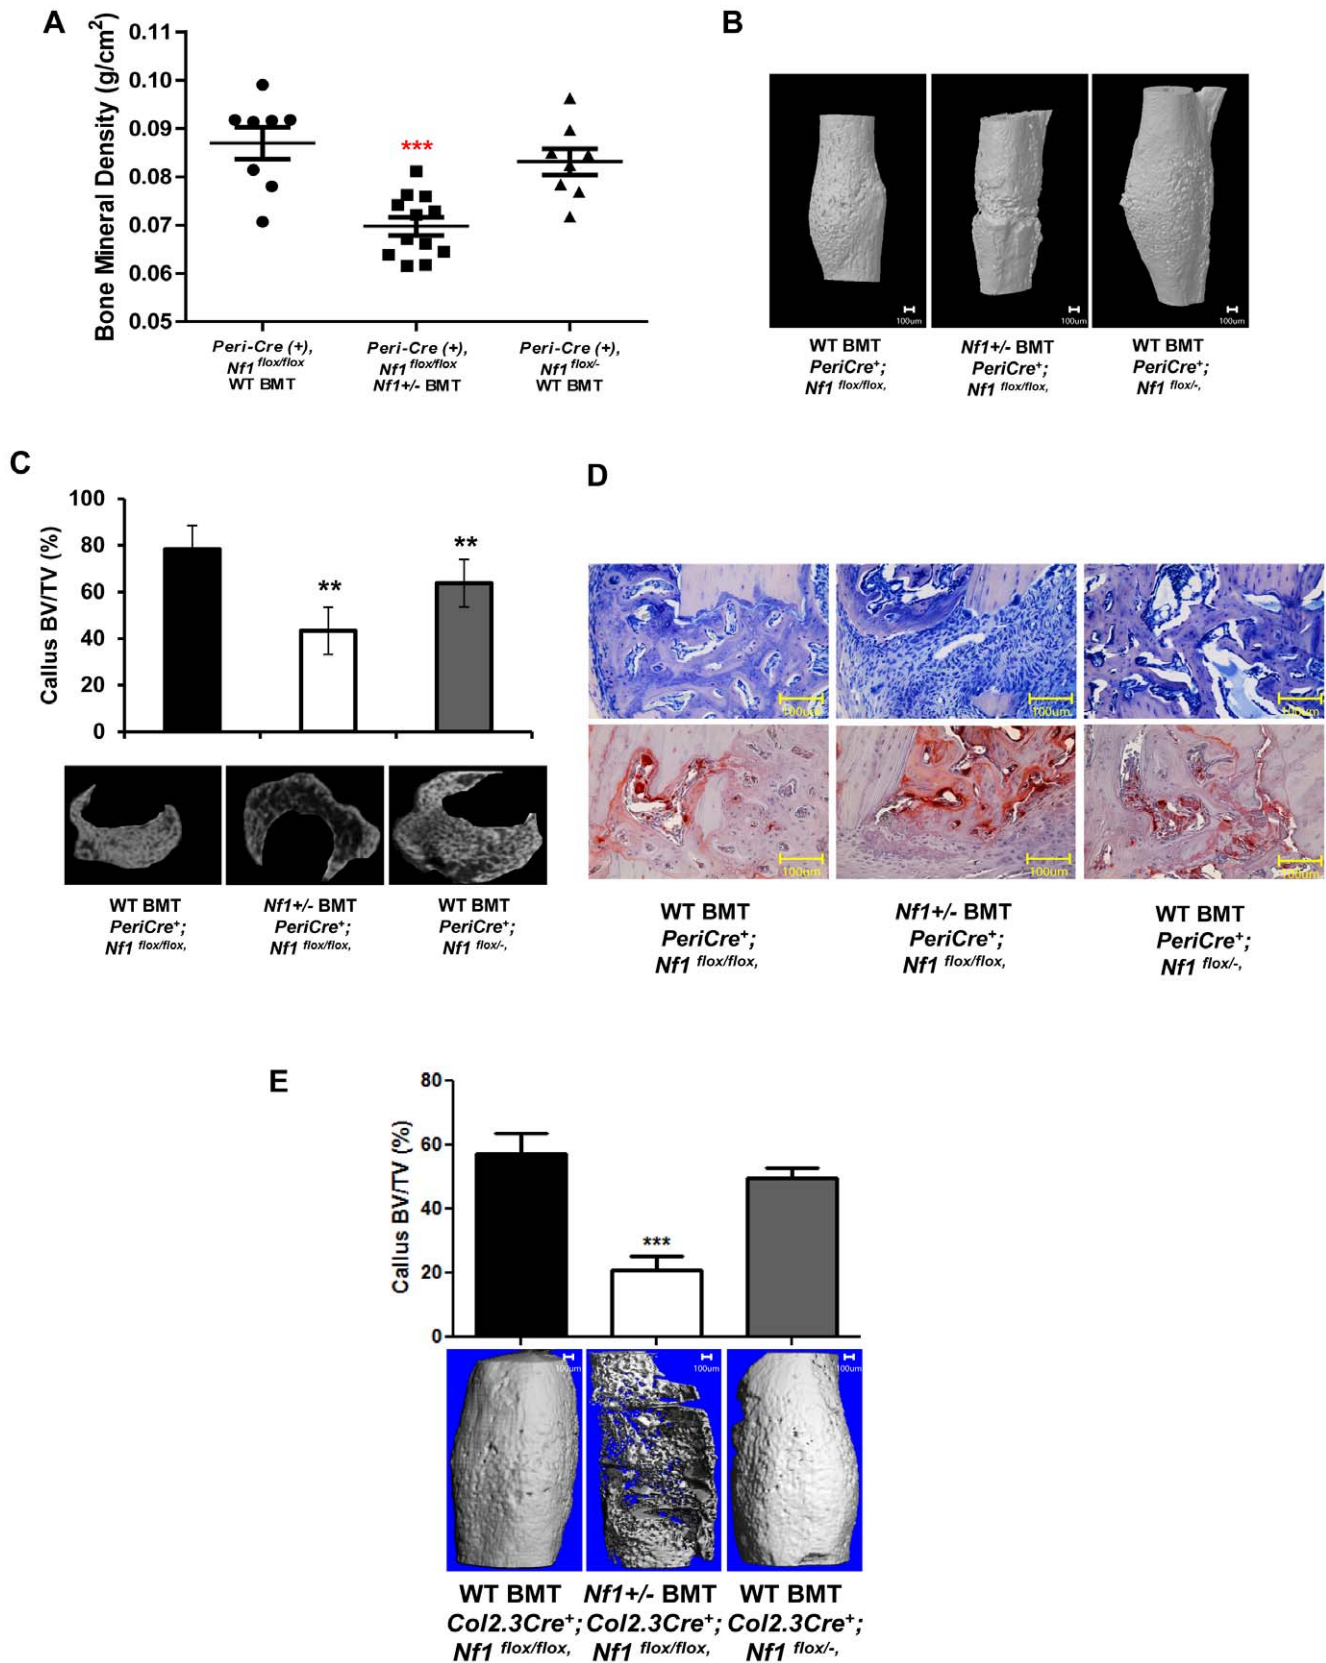 A
Bone Mineral Density (g/cm2)
0.11
0.10
0.09
0.08
0.07
0.06
0.05
***
Peri-Cre (+),
Nf1 flox/flox
WT BMT
Peri-Cre (+),
Nf1 flox/flox
Nf1+/- BMT
Peri-Cre (+),
Nf1 flox/-
WT BMT
B
100um
100um
100um
WT BMT
PeriCre+;
Nf1 flox/flox,
Nf1+/- BMT
PeriCre+;
Nf1 flox/flox,
WT BMT
PeriCre+;
Nf1 flox/-,
C
Callus BV/TV (%)
100
80
60
40
20
0
**
**
WT BMT
PeriCre+;
Nf1 flox/flox,
Nf1+/- BMT
PeriCre+;
Nf1 flox/flox,
WT BMT
PeriCre+;
Nf1 flox/-,
D
100um
100um
100um
100um
100um
100um
WT BMT
PeriCre+;
Nf1 flox/flox,
Nf1+/- BMT
PeriCre+;
Nf1 flox/flox,
WT BMT
PeriCre+;
Nf1 flox/-,
E
Callus BV/TV (%)
80
60
40
20
0
***
100um
100um
100um
WT BMT
Col2.3Cre+;
Nf1 flox/flox,
Nf1+/- BMT
Col2.3Cre+;
Nf1 flox/flox,
WT BMT
Col2.3Cre+;
Nf1 flox/-,